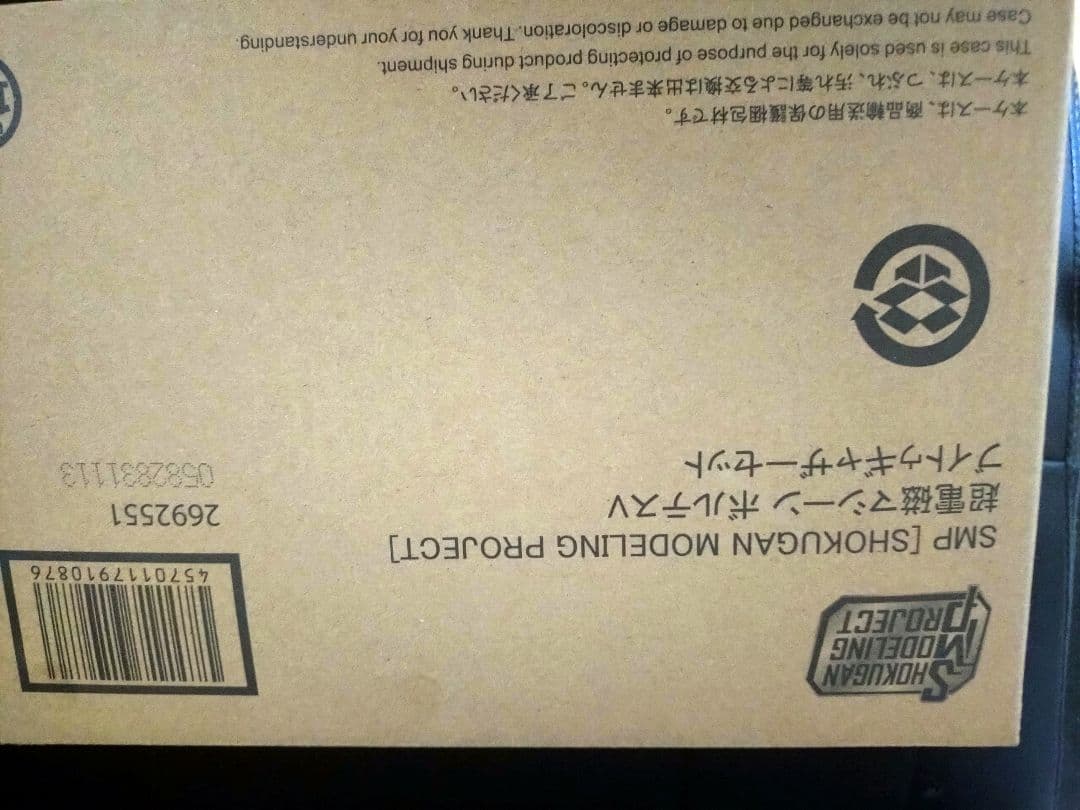 SHOKUGAN
MODELING
PROJECT
SMP [SHOKUGAN MODELING PROJECT]
超電磁マシーン ボルテスV
ブイトゥギャザーセット
4570117910876
2692551
0582831113
本ケースは、商品輸送用の保護梱包材です。
本ケースは、つぶれ、汚れ等による交換は出来ません。ご了承ください。
This case is used solely for the purpose of protecting product during shipment.
Case may not be exchanged due to damage or discoloration. Thank you for your understanding.